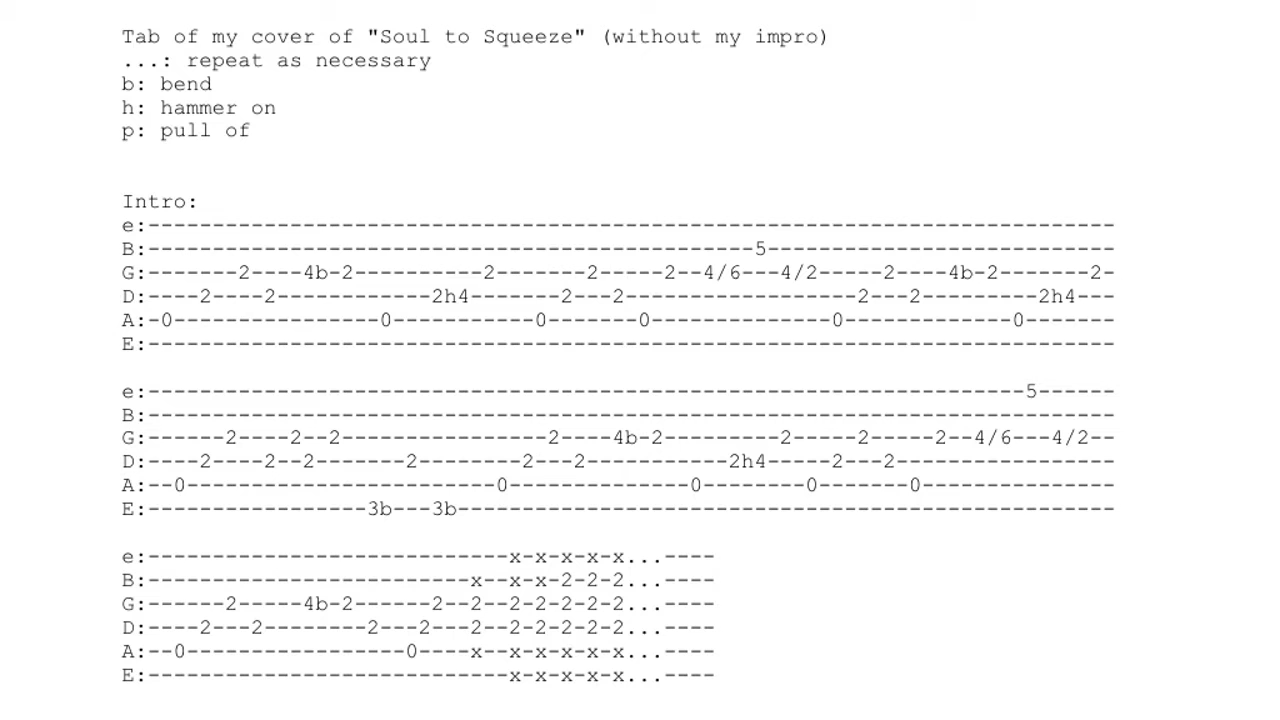 Tab of my cover of "Soul to Squeeze" (without my impro)
...: repeat as necessary
b: bend
h: hammer on
p: pull of
Intro:
e:---------------------------------------------------------------------------
B:-----------------------------------------------5---------------------------
G:-------2----4b-2----------2-------2-----2--4/6---4/2-----2----4b-2-------2-
D:----2----2------------2h4-------2---2------------------2---2---------2h4---
A:-0----------------0-----------0-------0--------------0-------------0-------
E:---------------------------------------------------------------------------
e:--------------------------------------------------------------------5------
B:---------------------------------------------------------------------------
G:------2----2--2----------------2----4b-2---------2-----2-----2--4/6---4/2--
D:----2----2--2-------2--------2---2-----------2h4-----2---2-----------------
A:--0------------------------0--------------0--------0-------0---------------
E:-----------------3b---3b---------------------------------------------------
e:----------------------------x-x-x-x-x...----
B:-------------------------x--x-x-2-2-2...----
G:------2-----4b-2------2--2--2-2-2-2-2...----
D:----2---2--------2---2---2--2-2-2-2-2...----
A:--0-----------------0----x--x-x-x-x-x...----
E:----------------------------x-x-x-x-x...----